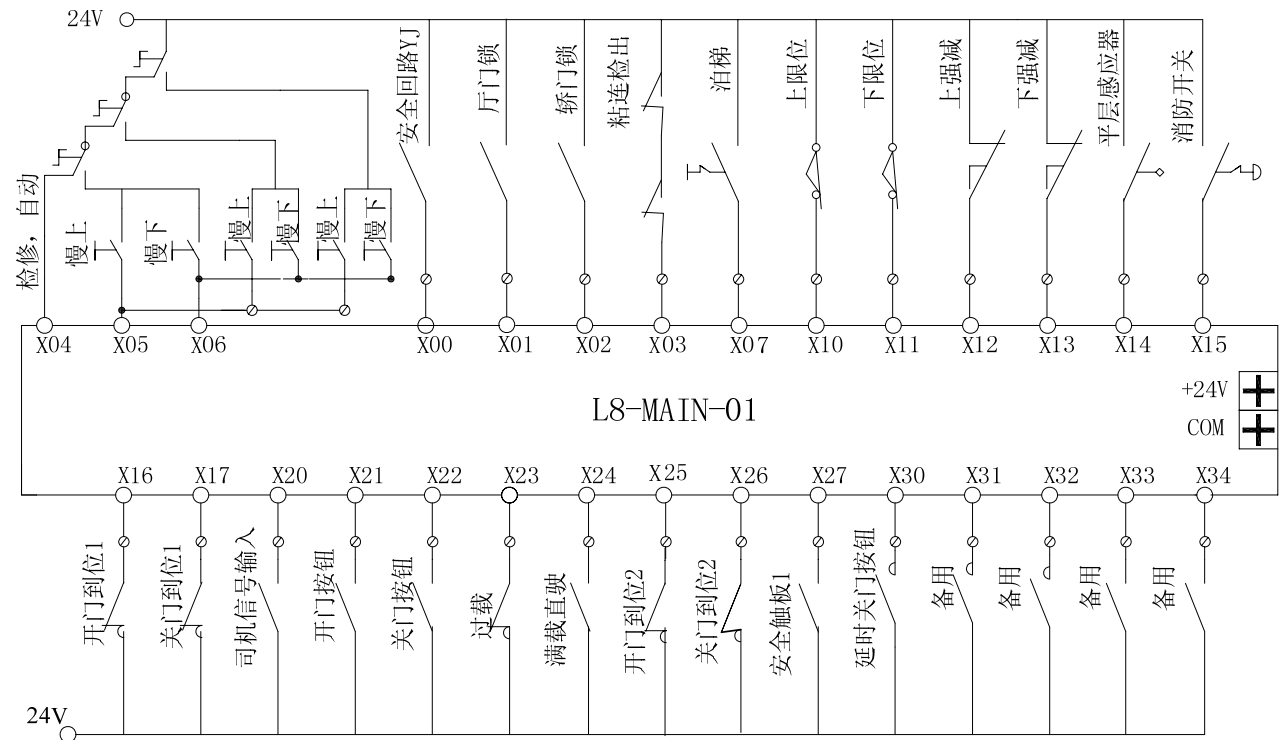 24V
安全回路YJ
厅门锁
轿门锁
粘连检出
泊梯
上限位
下限位
上强减
下强减
平层感应器
消防开关
检修, 自动
慢上
慢下
慢上
慢下
慢上
慢下
X04
X05
X06
X00
X01
X02
X03
X07
X10
X11
X12
X13
X14
X15
L8-MAIN-01
+24V
COM
X16
X17
X20
X21
X22
X23
X24
X25
X26
X27
X30
X31
X32
X33
X34
开门到位1
关门到位1
司机信号输入
开门按钮
关门按钮
过载
满载直驶
开门到位2
关门到位2
安全触板1
延时关门按钮
备用
备用
备用
备用
24V